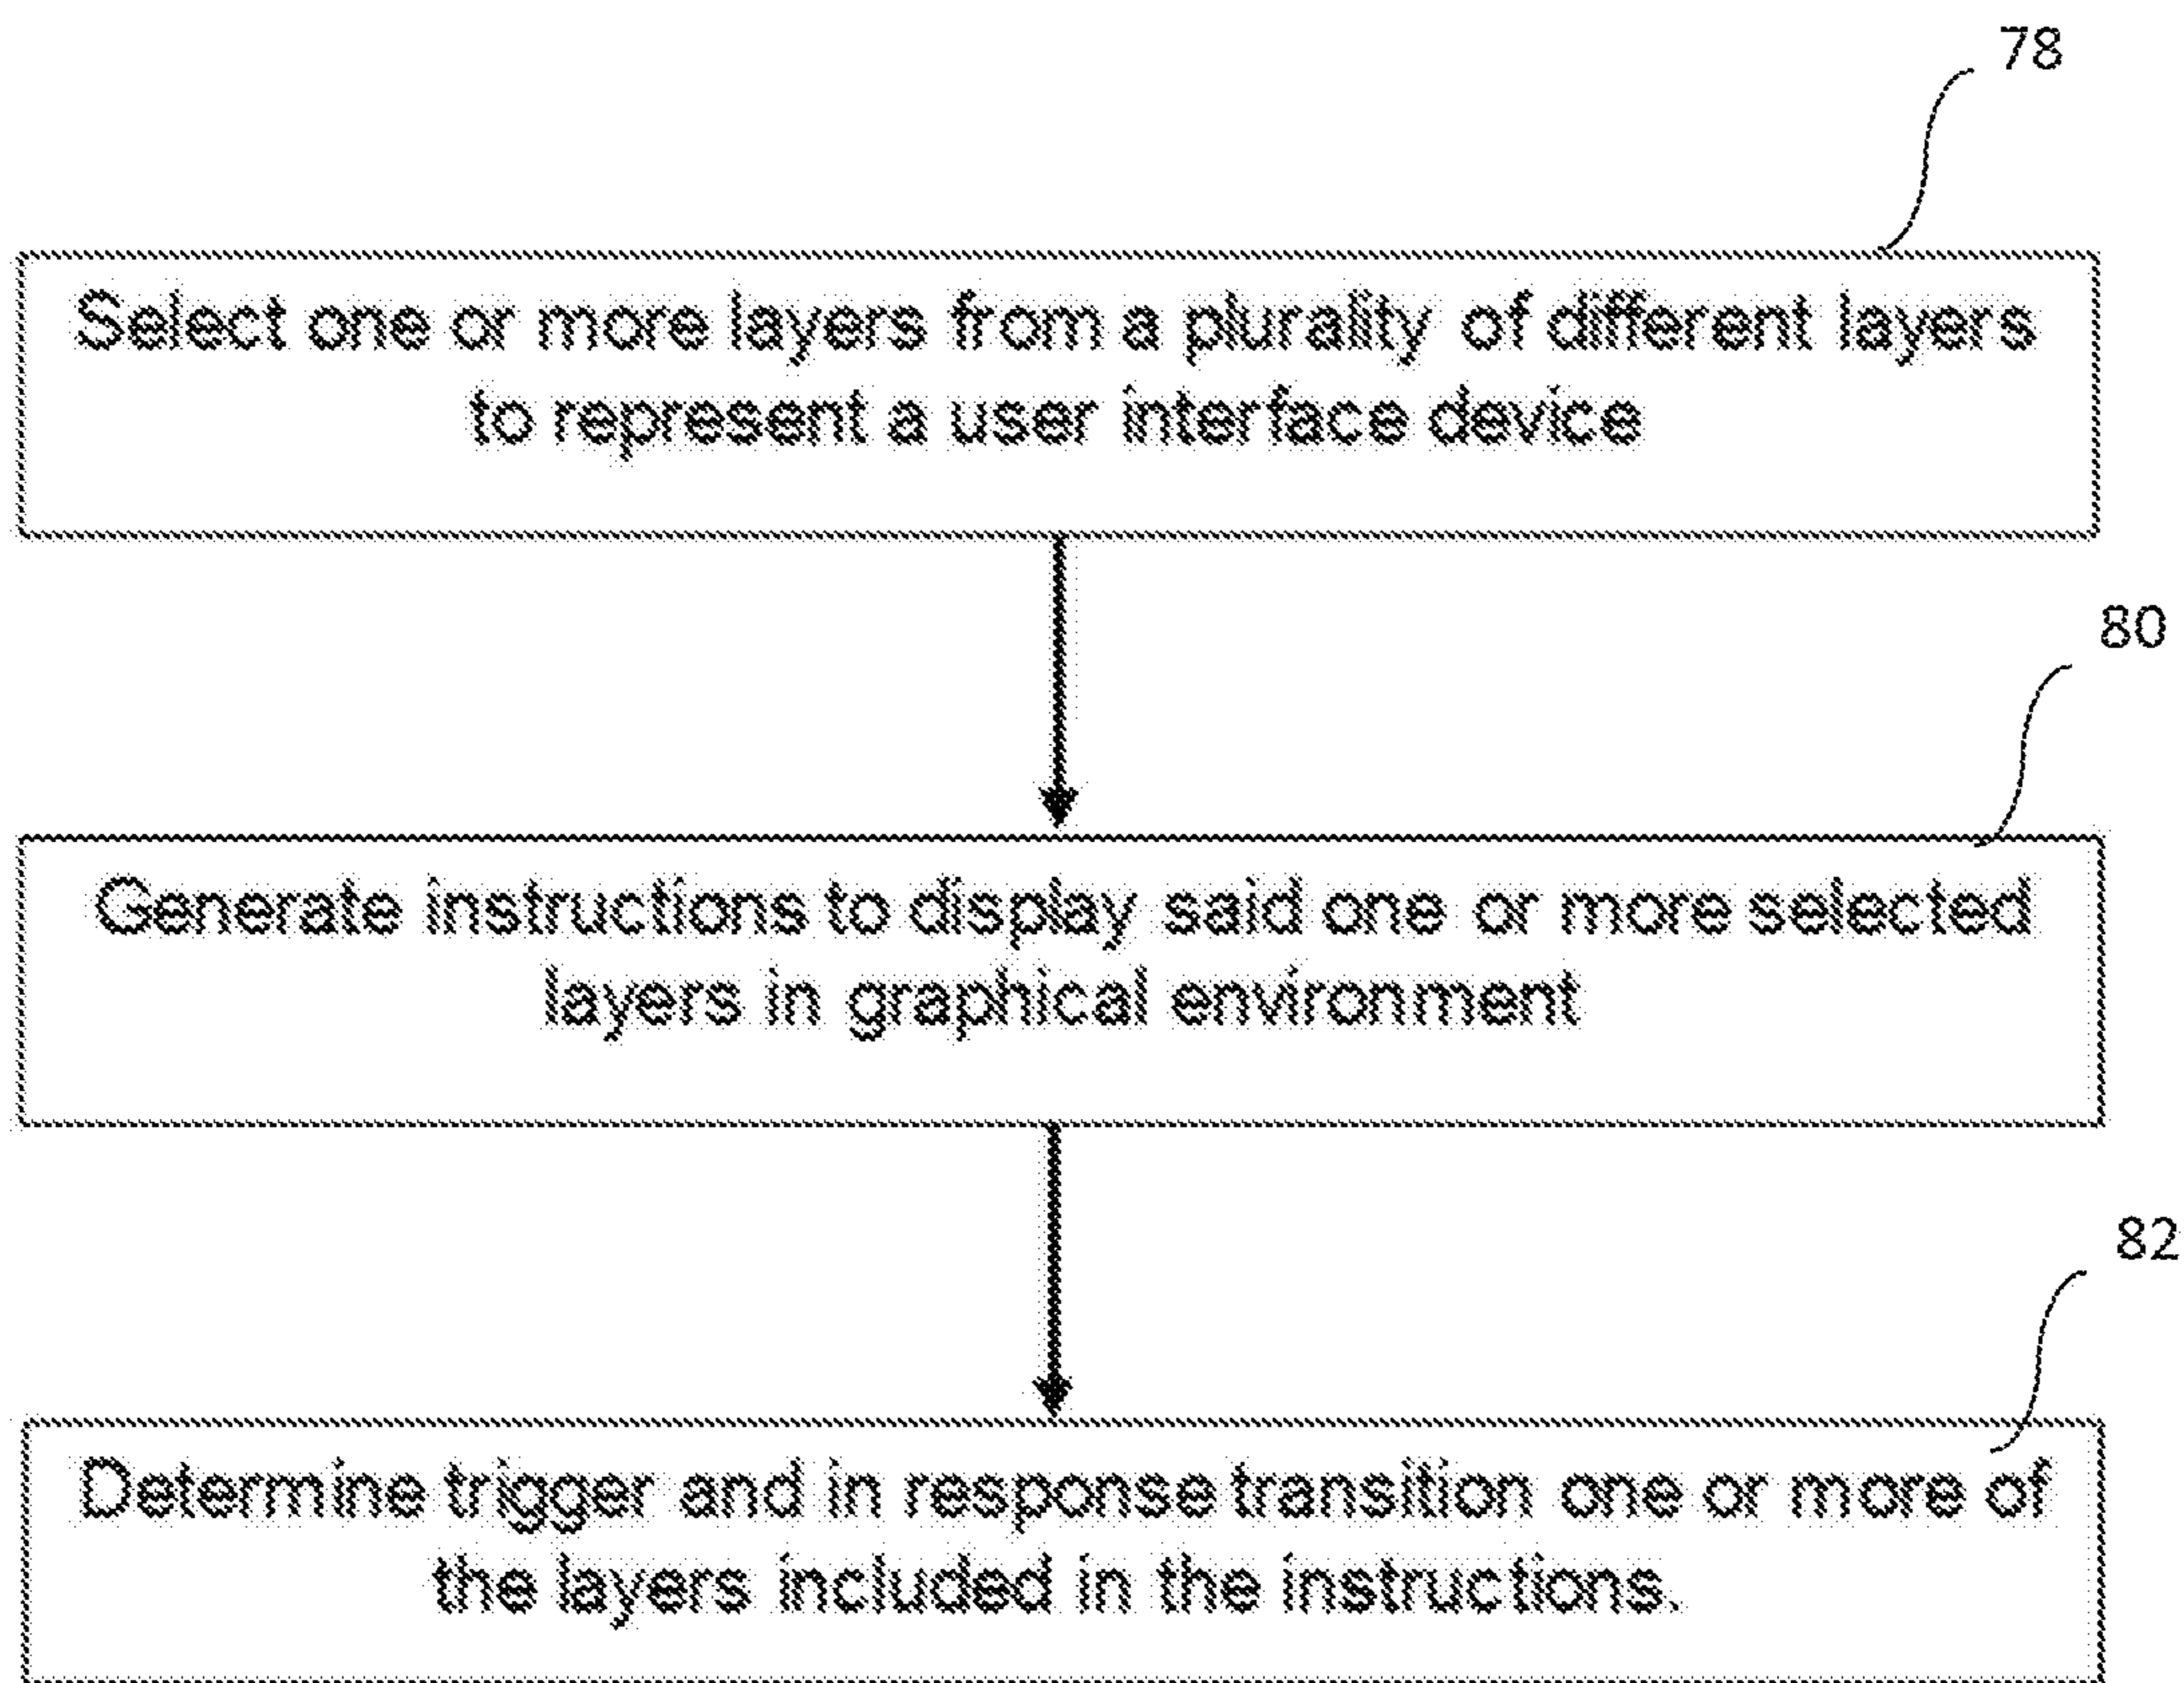 78
Select one or more layers from a plurality of different layers
to represent a user interface device
80
Generate instructions to display said one or more selected
layers in graphical environment
82
Determine trigger and in response transition one or more of
the layers included in the instructions.